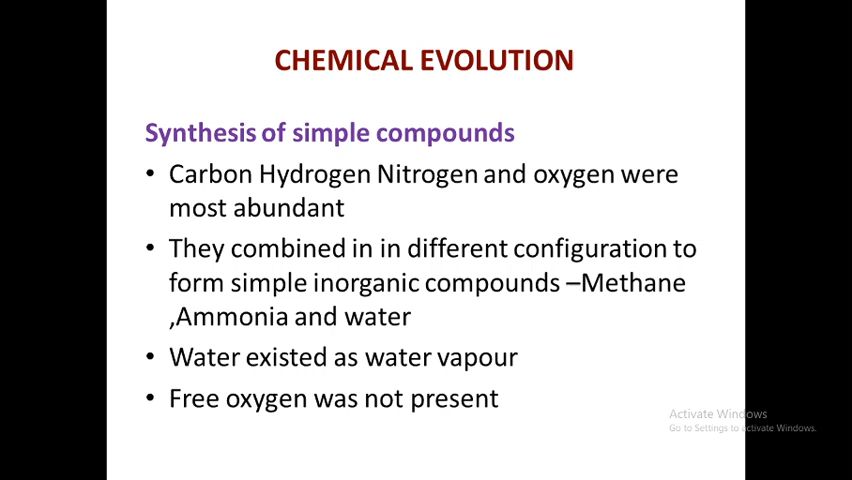 CHEMICAL EVOLUTION
Synthesis of simple compounds
• Carbon Hydrogen Nitrogen and oxygen were
most abundant
• They combined in in different configuration to
form simple inorganic compounds –Methane
,Ammonia and water
• Water existed as water vapour
• Free oxygen was not present
Activate Windows
Go to Settings to activate Windows.